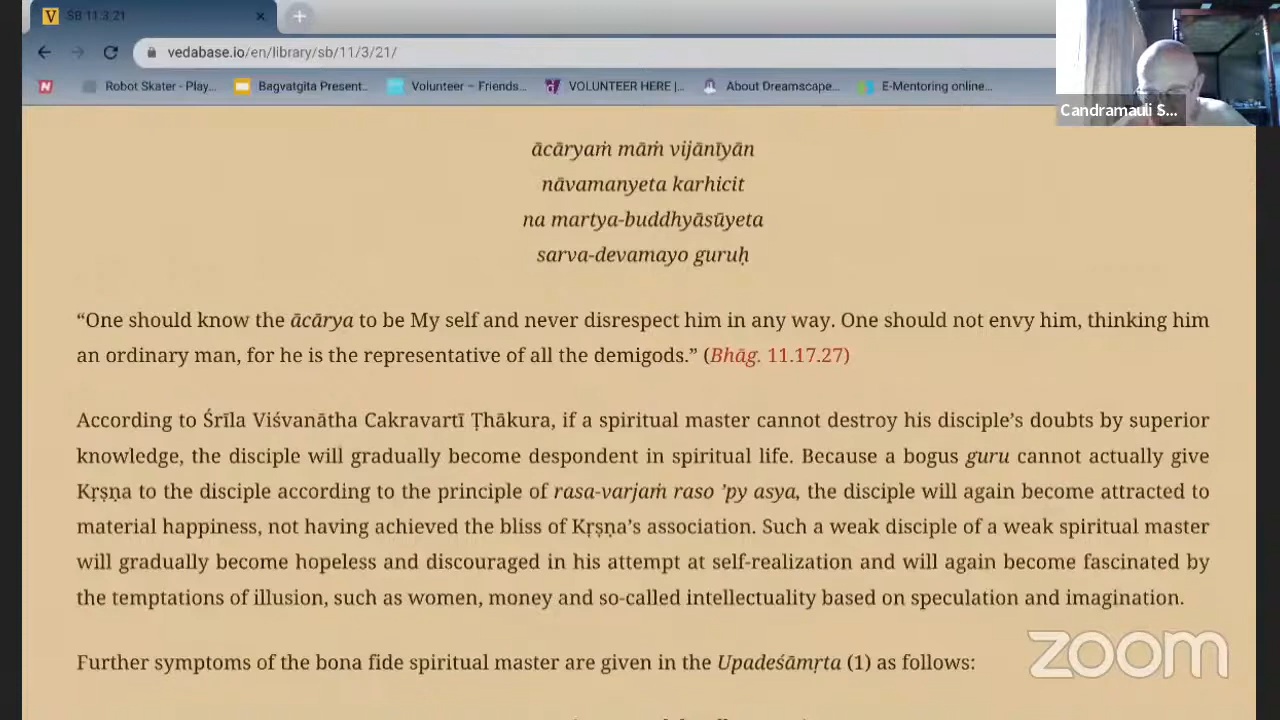 SB 11.3.21
vedabase.io/en/library/sb/11/3/21/
Robot Skater - Play... Bagvatgita Present.. Volunteer – Friends... VOLUNTEER HERE |... About Dreamscape... E-Mentoring online...
Candramauli S...
ācāryaṁ māṁ vijānīyān
nāvamanyeta karhicit
na martya-buddhyāsūyeta
sarva-devamayo guruḥ
“One should know the ācārya to be My self and never disrespect him in any way. One should not envy him, thinking him
an ordinary man, for he is the representative of all the demigods.” (Bhāg. 11.17.27)
According to Śrīla Viśvanātha Cakravartī Ṭhākura, if a spiritual master cannot destroy his disciple’s doubts by superior
knowledge, the disciple will gradually become despondent in spiritual life. Because a bogus guru cannot actually give
Kṛṣṇa to the disciple according to the principle of rasa-varjaṁ raso ’py asya, the disciple will again become attracted to
material happiness, not having achieved the bliss of Kṛṣṇa’s association. Such a weak disciple of a weak spiritual master
will gradually become hopeless and discouraged in his attempt at self-realization and will again become fascinated by
the temptations of illusion, such as women, money and so-called intellectuality based on speculation and imagination.
Further symptoms of the bona fide spiritual master are given in the Upadeśāmṛta (1) as follows:
zoom